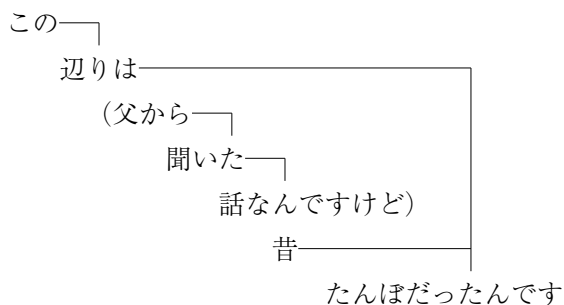 この
辺りは
(父から
聞いた
話なんですけど)
昔
たんぼだったんです